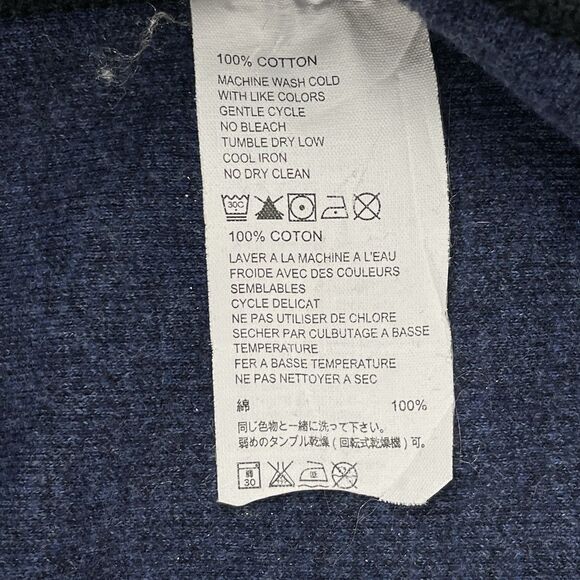 100% COTTON
MACHINE WASH COLD
WITH LIKE COLORS
GENTLE CYCLE
NO BLEACH
TUMBLE DRY LOW
COOL IRON
NO DRY CLEAN
30C
100% COTON
LAVER A LA MACHINE A L'EAU
FROIDE AVEC DES COULEURS
SEMBLABLES
CYCLE DELICAT
NE PAS UTILISER DE CHLORE
SECHER PAR CULBUTAGE A BASSE
TEMPERATURE
FER A BASSE TEMPERATURE
NE PAS NETTOYER A SEC
綿 100%
同じ色物と一緒に洗って下さい。
弱めのタンブル乾燥(回転式乾燥機)可。
30